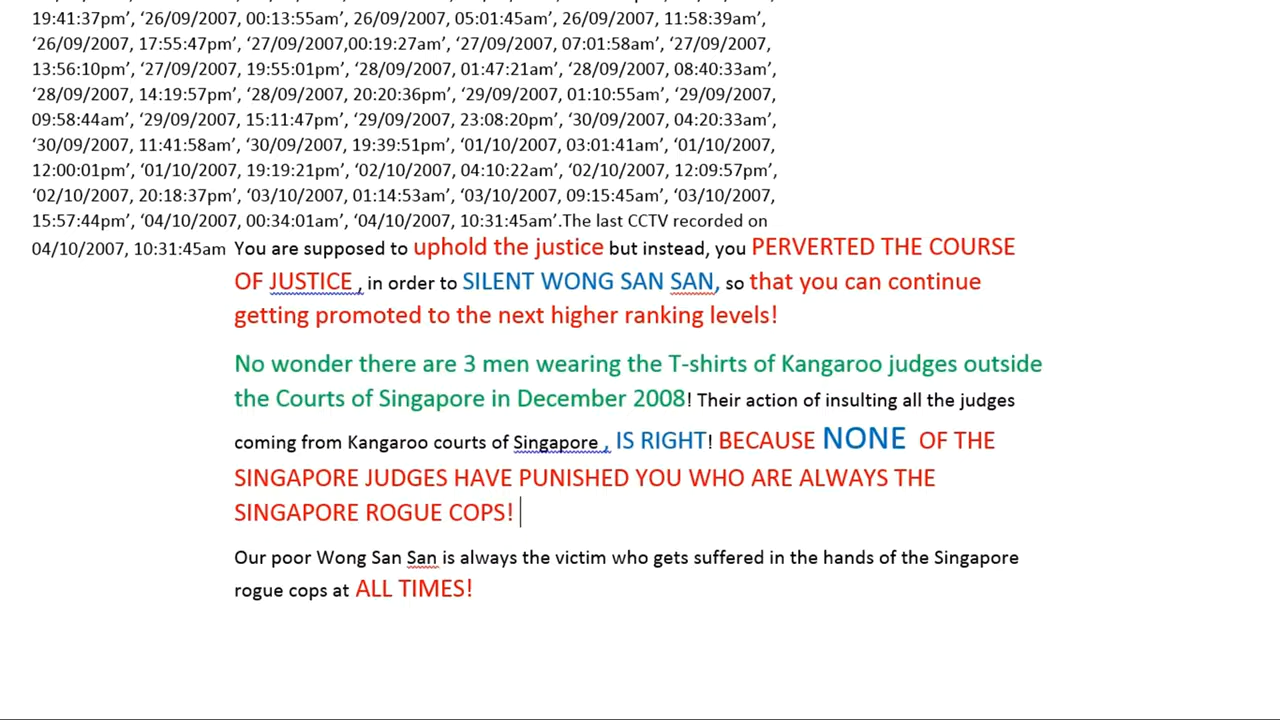 19:41:37pm’, ‘26/09/2007, 00:13:55am’, 26/09/2007, 05:01:45am’, 26/09/2007, 11:58:39am’,
‘26/09/2007, 17:55:47pm’, ‘27/09/2007,00:19:27am’, ‘27/09/2007, 07:01:58am’, ‘27/09/2007,
13:56:10pm’, ‘27/09/2007, 19:55:01pm’, ‘28/09/2007, 01:47:21am’, ‘28/09/2007, 08:40:33am’,
‘28/09/2007, 14:19:57pm’, ‘28/09/2007, 20:20:36pm’, ‘29/09/2007, 01:10:55am’, ‘29/09/2007,
09:58:44am’, ‘29/09/2007, 15:11:47pm’, ‘29/09/2007, 23:08:20pm’, ‘30/09/2007, 04:20:33am’,
‘30/09/2007, 11:41:58am’, ‘30/09/2007, 19:39:51pm’, ‘01/10/2007, 03:01:41am’, ‘01/10/2007,
12:00:01pm’, ‘01/10/2007, 19:19:21pm’, ‘02/10/2007, 04:10:22am’, ‘02/10/2007, 12:09:57pm’,
‘02/10/2007, 20:18:37pm’, ‘03/10/2007, 01:14:53am’, ‘03/10/2007, 09:15:45am’, ‘03/10/2007,
15:57:44pm’, ‘04/10/2007, 00:34:01am’, ‘04/10/2007, 10:31:45am’.The last CCTV recorded on
04/10/2007, 10:31:45am You are supposed to uphold the justice but instead, you PERVERTED THE COURSE
OF JUSTICE , in order to SILENT WONG SAN SAN, so that you can continue
getting promoted to the next higher ranking levels!
No wonder there are 3 men wearing the T-shirts of Kangaroo judges outside
the Courts of Singapore in December 2008! Their action of insulting all the judges
coming from Kangaroo courts of Singapore , IS RIGHT! BECAUSE NONE OF THE
SINGAPORE JUDGES HAVE PUNISHED YOU WHO ARE ALWAYS THE
SINGAPORE ROGUE COPS!
Our poor Wong San San is always the victim who gets suffered in the hands of the Singapore
rogue cops at ALL TIMES!